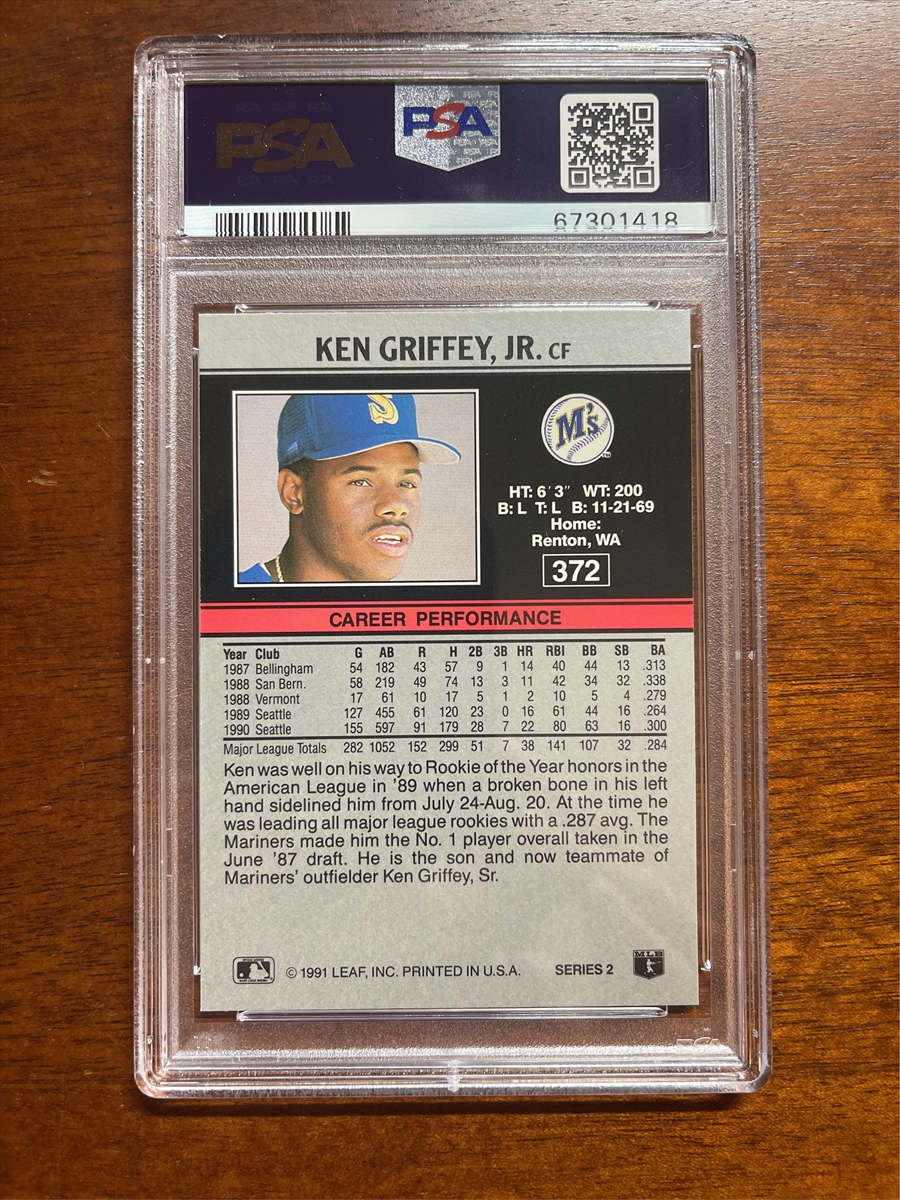 PSA PSA
67301418
KEN GRIFFEY, JR. CF
S
M's
TM
HT: 6'3" WT: 200
B: L T: L B: 11-21-69
Home:
Renton, WA
372
CAREER PERFORMANCE
Year Club G AB R H 2B 3B HR RBI BB SB BA
1987 Bellingham 54 182 43 57 9 1 14 40 44 13 .313
1988 San Bern. 58 219 49 74 13 3 11 42 34 32 .338
1988 Vermont 17 61 10 17 5 1 2 10 5 4 .279
1989 Seattle 127 455 61 120 23 0 16 61 44 16 .264
1990 Seattle 155 597 91 179 28 7 22 80 63 16 .300
Major League Totals 282 1052 152 299 51 7 38 141 107 32 .284
Ken was well on his way to Rookie of the Year honors in the
American League in '89 when a broken bone in his left
hand sidelined him from July 24-Aug. 20. At the time he
was leading all major league rookies with a .287 avg. The
Mariners made him the No. 1 player overall taken in the
June '87 draft. He is the son and now teammate of
Mariners' outfielder Ken Griffey, Sr.
© 1991 LEAF, INC. PRINTED IN U.S.A. SERIES 2
MLB
PSA